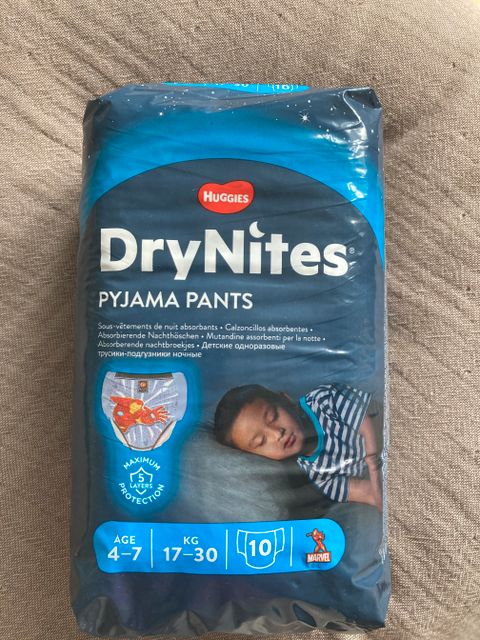 HUGGIES
DryNites®
PYJAMA PANTS
Sous-vêtements de nuit absorbants • Calzoncillos absorbentes •
Absorbierende Nachthöschen • Mutandine assorbenti per la notte •
Absorberende nachtbroekjes • Детские одноразовые
трусики-подгузники ночные
MAXIMUM
5
LAYERS
PROTECTION
AGE
4–7
KG
17–30
10
MARVEL